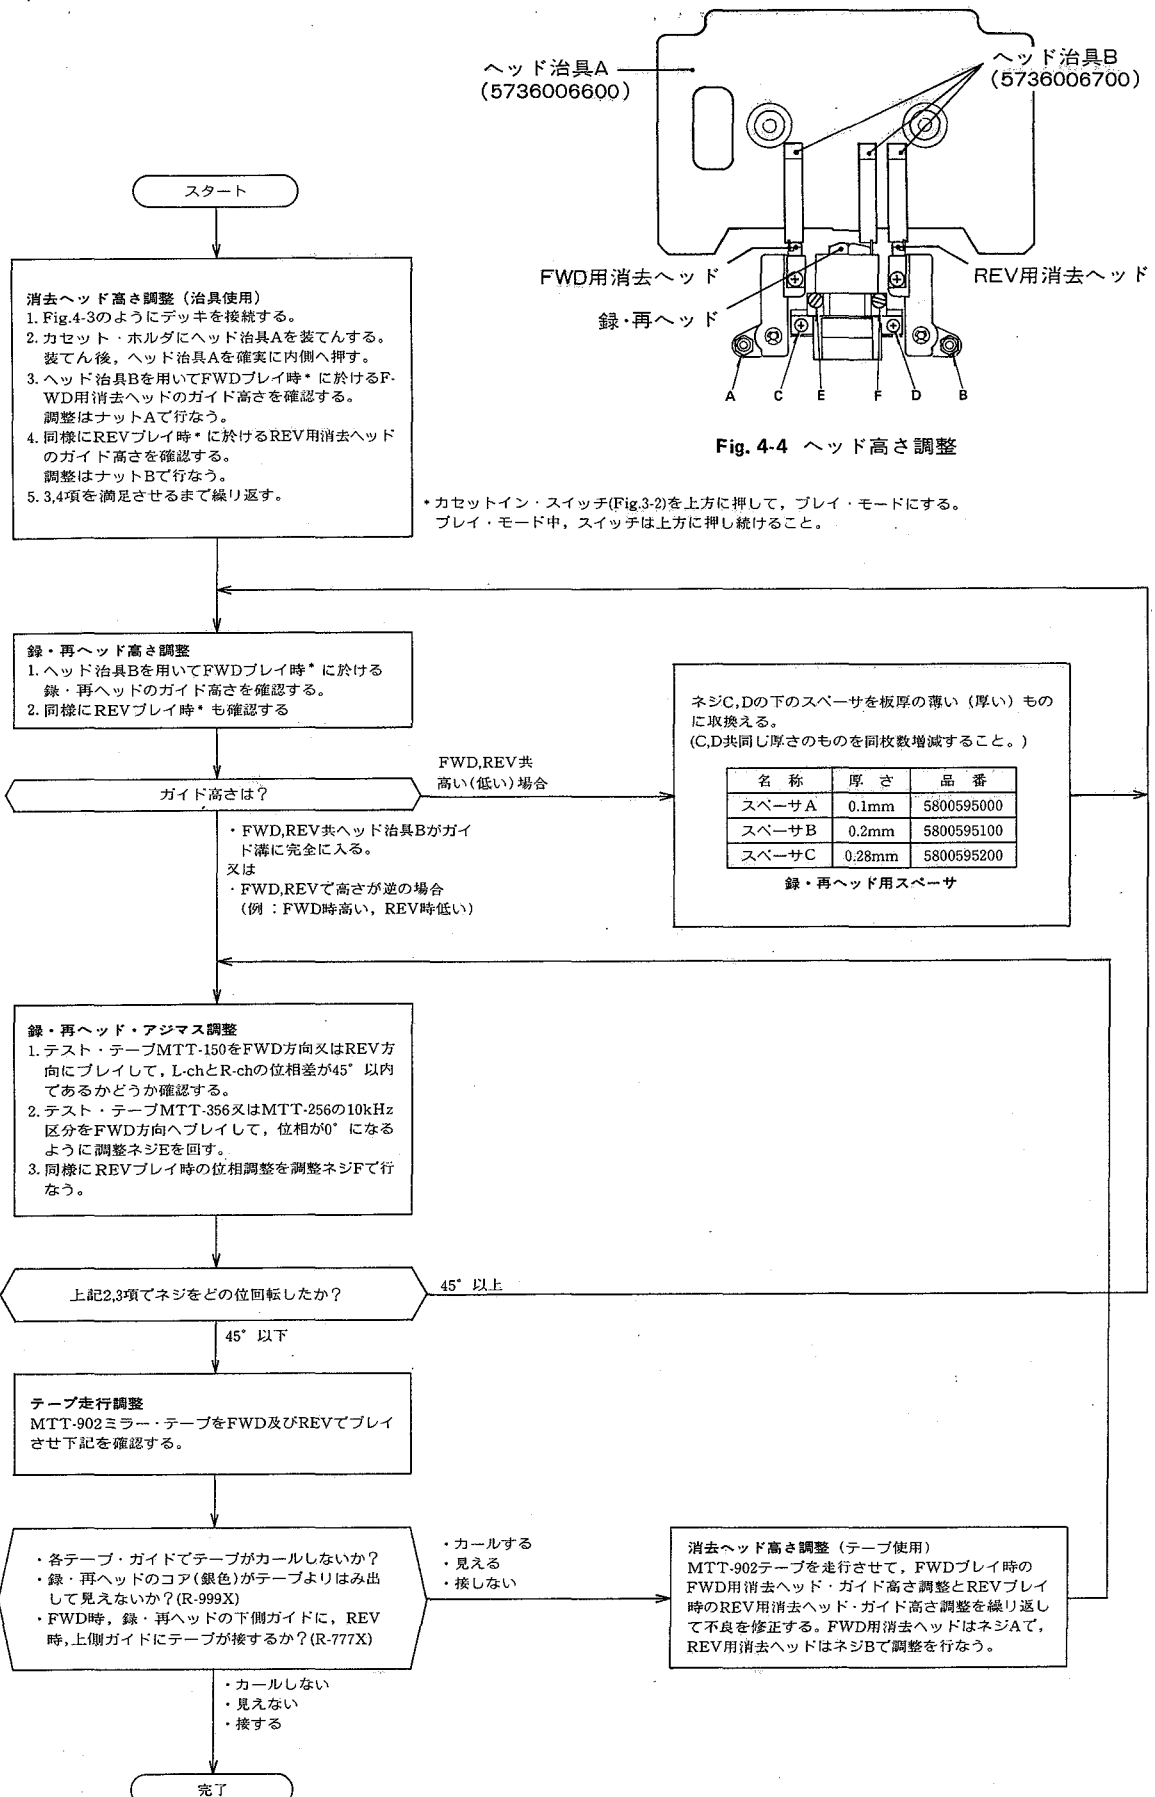 ヘッド治具A
(5736006600)
ヘッド治具B
(5736006700)
FWD用消去ヘッド
REV用消去ヘッド
録・再ヘッド
A C E F D B
Fig. 4-4 ヘッド高さ調整
スタート
消去ヘッド高さ調整（治具使用）
1. Fig.4-3のようにデッキを接続する。
2. カセット・ホルダにヘッド治具Aを装てんする。
装てん後，ヘッド治具Aを確実に内側へ押す。
3. ヘッド治具Bを用いてFWDプレイ時* に於けるF-
WD用消去ヘッドのガイド高さを確認する。
調整はナットAで行なう。
4. 同様にREVプレイ時* に於けるREV用消去ヘッド
のガイド高さを確認する。
調整はナットBで行なう。
5. 3,4項を満足させるまで繰り返す。
* カセットイン・スイッチ(Fig.3-2)を上方に押して，プレイ・モードにする。
プレイ・モード中，スイッチは上方に押し続けること。
録・再ヘッド高さ調整
1. ヘッド治具Bを用いてFWDプレイ時* に於ける
録・再ヘッドのガイド高さを確認する。
2. 同様にREVプレイ時* も確認する
ガイド高さは？
FWD,REV共
高い(低い)場合
ネジC,Dの下のスペーサを板厚の薄い（厚い）もの
に取換える。
(C,D共同じ厚さのものを同枚数増減すること。)
名 称 厚 さ 品 番
スペーサA 0.1mm 5800595000
スペーサB 0.2mm 5800595100
スペーサC 0.28mm 5800595200
録・再ヘッド用スペーサ
・FWD,REV共ヘッド治具Bがガイ
ド溝に完全に入る。
又は
・FWD,REVで高さが逆の場合
(例：FWD時高い，REV時低い)
録・再ヘッド・アジマス調整
1. テスト・テープMTT-150をFWD方向又はREV方
向にプレイして，L-chとR-chの位相差が45°以内
であるかどうか確認する。
2. テスト・テープMTT-356又はMTT-256の10kHz
区分をFWD方向へプレイして，位相が0°になる
ように調整ネジEを回す。
3. 同様にREVプレイ時の位相調整を調整ネジFで行
なう。
上記2,3項でネジをどの位回転したか？
45°以上
45°以下
テープ走行調整
MTT-902ミラー・テープをFWD及びREVでプレイ
させ下記を確認する。
・各テープ・ガイドでテープがカールしないか？
・録・再ヘッドのコア(銀色)がテープよりはみ出
して見えないか？(R-999X)
・FWD時，録・再ヘッドの下側ガイドに，REV
時,上側ガイドにテープが接するか？(R-777X)
・カールする
・見える
・接しない
消去ヘッド高さ調整（テープ使用）
MTT-902テープを走行させて，FWDプレイ時の
FWD用消去ヘッド・ガイド高さ調整とREVプレイ
時のREV用消去ヘッド・ガイド高さ調整を繰り返し
て不良を修正する。FWD用消去ヘッドはネジAで，
REV用消去ヘッドはネジBで調整を行なう。
・カールしない
・見えない
・接する
完了